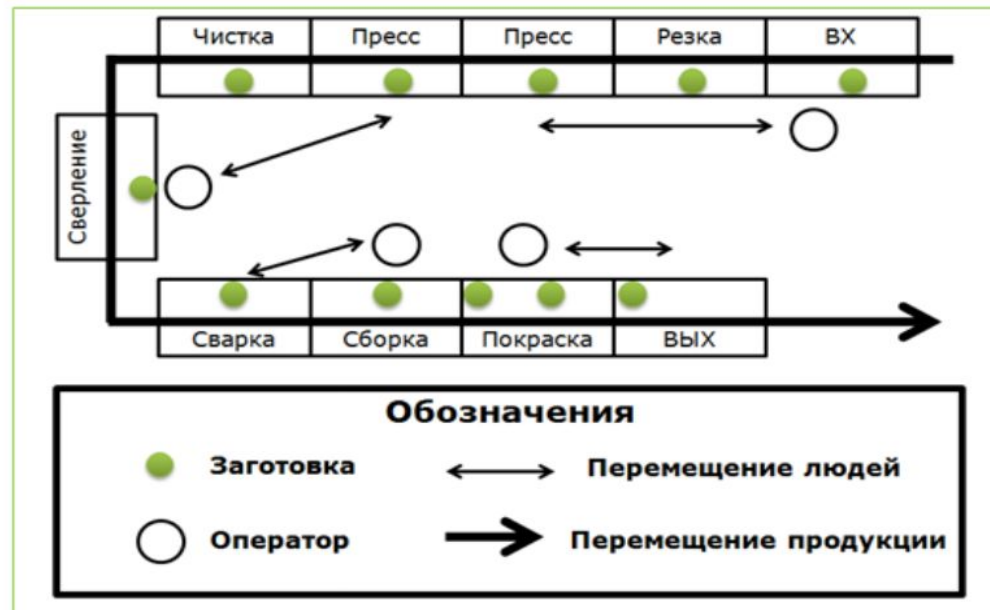 Чистка
Пресс
Пресс
Резка
ВХ
Сверление
Сварка
Сборка
Покраска
ВЫХ
Обозначения
Заготовка
Перемещение людей
Оператор
Перемещение продукции